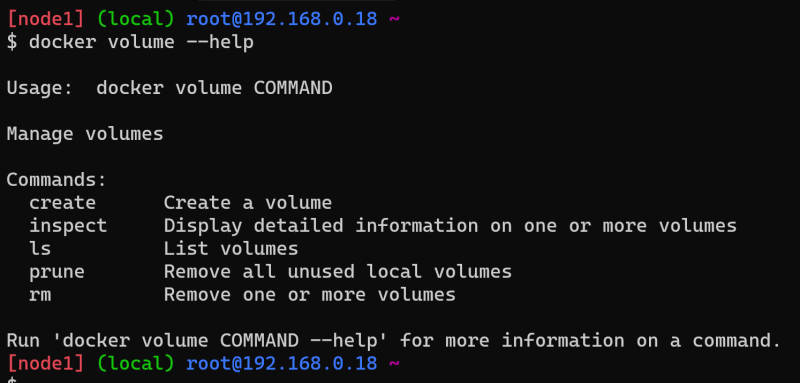 [node1] (local) root@192.168.0.18 ~
$ docker volume --help
Usage:  docker volume COMMAND
Manage volumes
Commands:
  create      Create a volume
  inspect     Display detailed information on one or more volumes
  ls          List volumes
  prune       Remove all unused local volumes
  rm          Remove one or more volumes
Run 'docker volume COMMAND --help' for more information on a command.
[node1] (local) root@192.168.0.18 ~
$